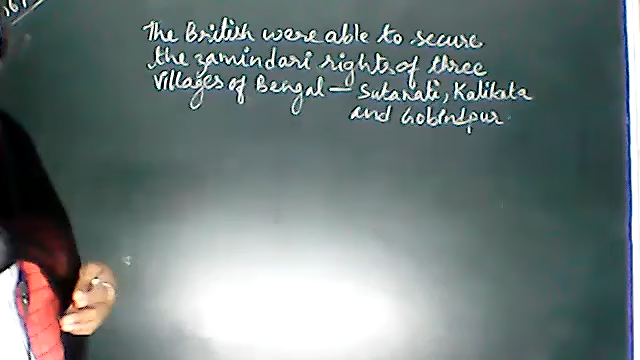 The British were able to secure
the zamindari rights of three
villages of Bengal — Sutanati, Kalikata
and Gobindpur.